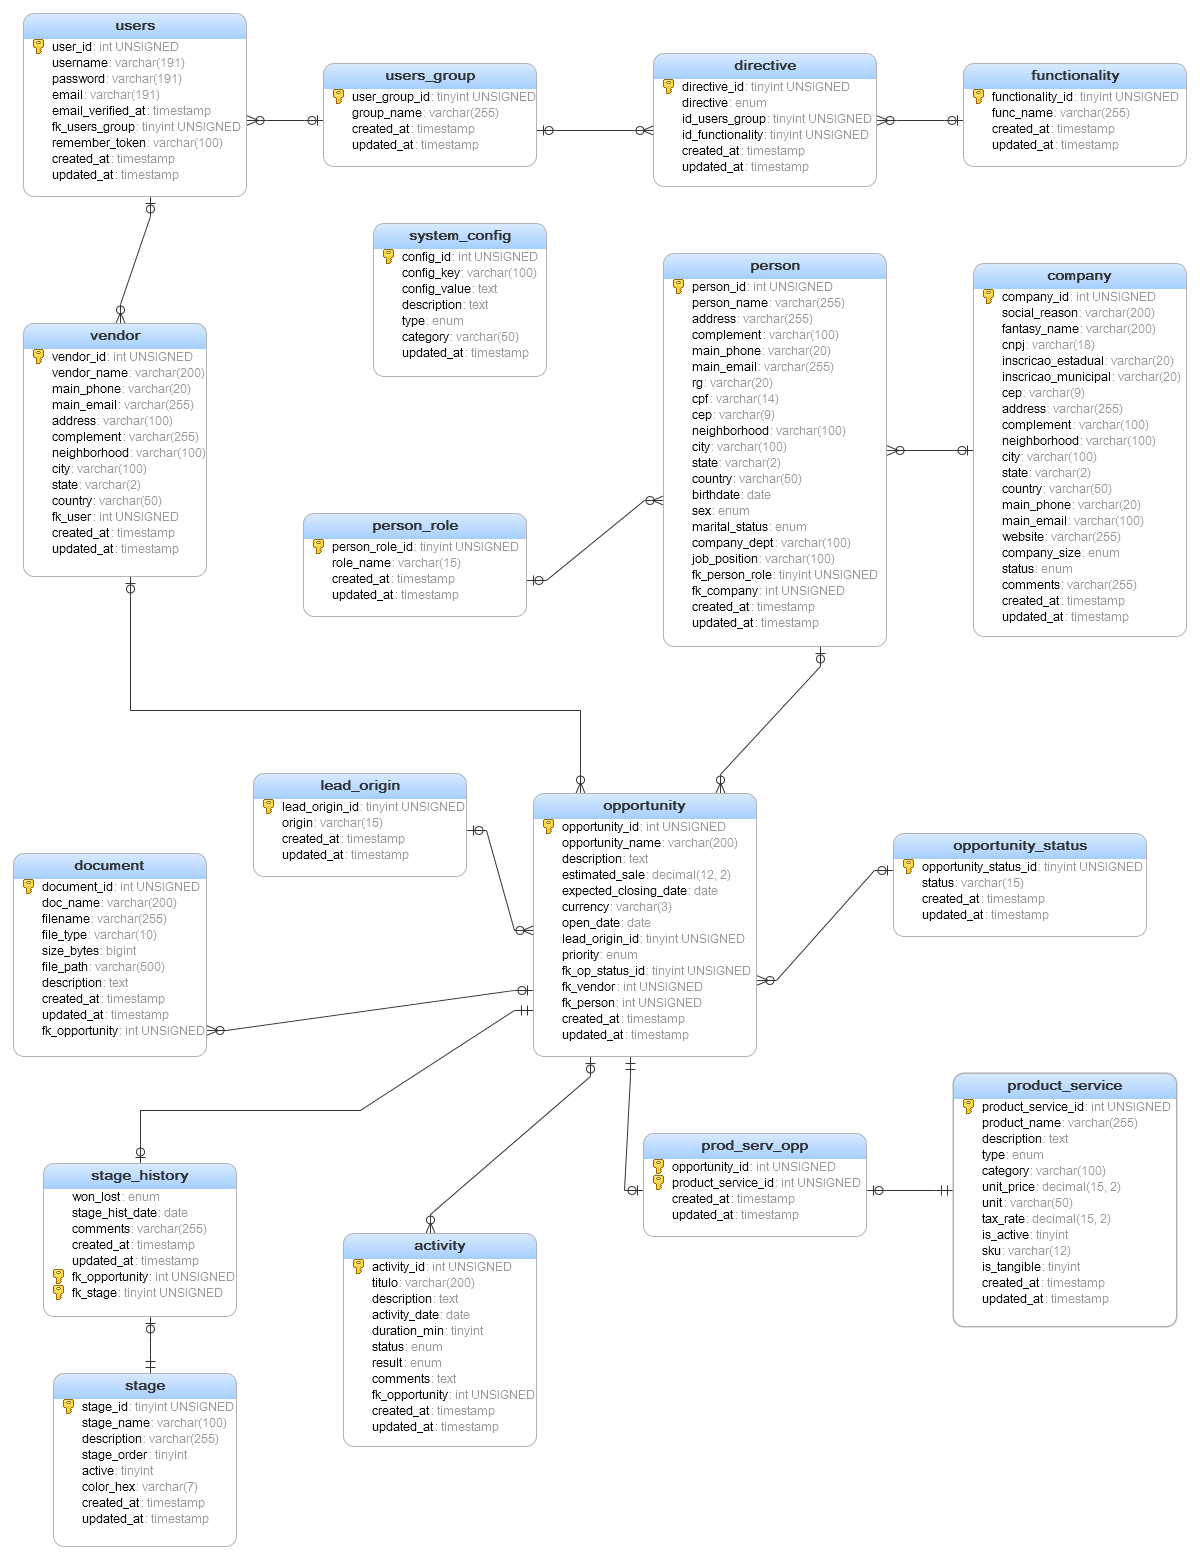 users
user_id: int UNSIGNED
username: varchar(191)
password: varchar(191)
email: varchar(191)
email_verified_at: timestamp
fk_users_group: tinyint UNSIGNED
remember_token: varchar(100)
created_at: timestamp
updated_at: timestamp
users_group
user_group_id: tinyint UNSIGNED
group_name: varchar(255)
created_at: timestamp
updated_at: timestamp
directive
directive_id: tinyint UNSIGNED
directive: enum
id_users_group: tinyint UNSIGNED
id_functionality: tinyint UNSIGNED
created_at: timestamp
updated_at: timestamp
functionality
functionality_id: tinyint UNSIGNED
func_name: varchar(255)
created_at: timestamp
updated_at: timestamp
system_config
config_id: int UNSIGNED
config_key: varchar(100)
config_value: text
description: text
type: enum
category: varchar(50)
updated_at: timestamp
person
person_id: int UNSIGNED
person_name: varchar(255)
address: varchar(255)
complement: varchar(100)
main_phone: varchar(20)
main_email: varchar(255)
rg: varchar(20)
cpf: varchar(14)
cep: varchar(9)
neighborhood: varchar(100)
city: varchar(100)
state: varchar(2)
country: varchar(50)
birthdate: date
sex: enum
marital_status: enum
company_dept: varchar(100)
job_position: varchar(100)
fk_person_role: tinyint UNSIGNED
fk_company: int UNSIGNED
created_at: timestamp
updated_at: timestamp
company
company_id: int UNSIGNED
social_reason: varchar(200)
fantasy_name: varchar(200)
cnpj: varchar(18)
inscricao_estadual: varchar(20)
inscricao_municipal: varchar(20)
cep: varchar(9)
address: varchar(255)
complement: varchar(100)
neighborhood: varchar(100)
city: varchar(100)
state: varchar(2)
country: varchar(50)
main_phone: varchar(20)
main_email: varchar(100)
website: varchar(255)
company_size: enum
status: enum
comments: varchar(255)
created_at: timestamp
updated_at: timestamp
vendor
vendor_id: int UNSIGNED
vendor_name: varchar(200)
main_phone: varchar(20)
main_email: varchar(255)
address: varchar(100)
complement: varchar(255)
neighborhood: varchar(100)
city: varchar(100)
state: varchar(2)
country: varchar(50)
fk_user: int UNSIGNED
created_at: timestamp
updated_at: timestamp
person_role
person_role_id: tinyint UNSIGNED
role_name: varchar(15)
created_at: timestamp
updated_at: timestamp
lead_origin
lead_origin_id: tinyint UNSIGNED
origin: varchar(15)
created_at: timestamp
updated_at: timestamp
opportunity
opportunity_id: int UNSIGNED
opportunity_name: varchar(200)
description: text
estimated_sale: decimal(12, 2)
expected_closing_date: date
currency: varchar(3)
open_date: date
lead_origin_id: tinyint UNSIGNED
priority: enum
fk_op_status_id: tinyint UNSIGNED
fk_vendor: int UNSIGNED
fk_person: int UNSIGNED
created_at: timestamp
updated_at: timestamp
opportunity_status
opportunity_status_id: tinyint UNSIGNED
status: varchar(15)
created_at: timestamp
updated_at: timestamp
document
document_id: int UNSIGNED
doc_name: varchar(200)
filename: varchar(255)
file_type: varchar(10)
size_bytes: bigint
file_path: varchar(500)
description: text
created_at: timestamp
updated_at: timestamp
fk_opportunity: int UNSIGNED
stage_history
won_lost: enum
stage_hist_date: date
comments: varchar(255)
created_at: timestamp
updated_at: timestamp
fk_opportunity: int UNSIGNED
fk_stage: tinyint UNSIGNED
prod_serv_opp
opportunity_id: int UNSIGNED
product_service_id: int UNSIGNED
created_at: timestamp
updated_at: timestamp
product_service
product_service_id: int UNSIGNED
product_name: varchar(255)
description: text
type: enum
category: varchar(100)
unit_price: decimal(15, 2)
unit: varchar(50)
tax_rate: decimal(15, 2)
is_active: tinyint
sku: varchar(12)
is_tangible: tinyint
created_at: timestamp
updated_at: timestamp
activity
activity_id: int UNSIGNED
titulo: varchar(200)
description: text
activity_date: date
duration_min: tinyint
status: enum
result: enum
comments: text
fk_opportunity: int UNSIGNED
created_at: timestamp
updated_at: timestamp
stage
stage_id: tinyint UNSIGNED
stage_name: varchar(100)
description: varchar(255)
stage_order: tinyint
active: tinyint
color_hex: varchar(7)
created_at: timestamp
updated_at: timestamp